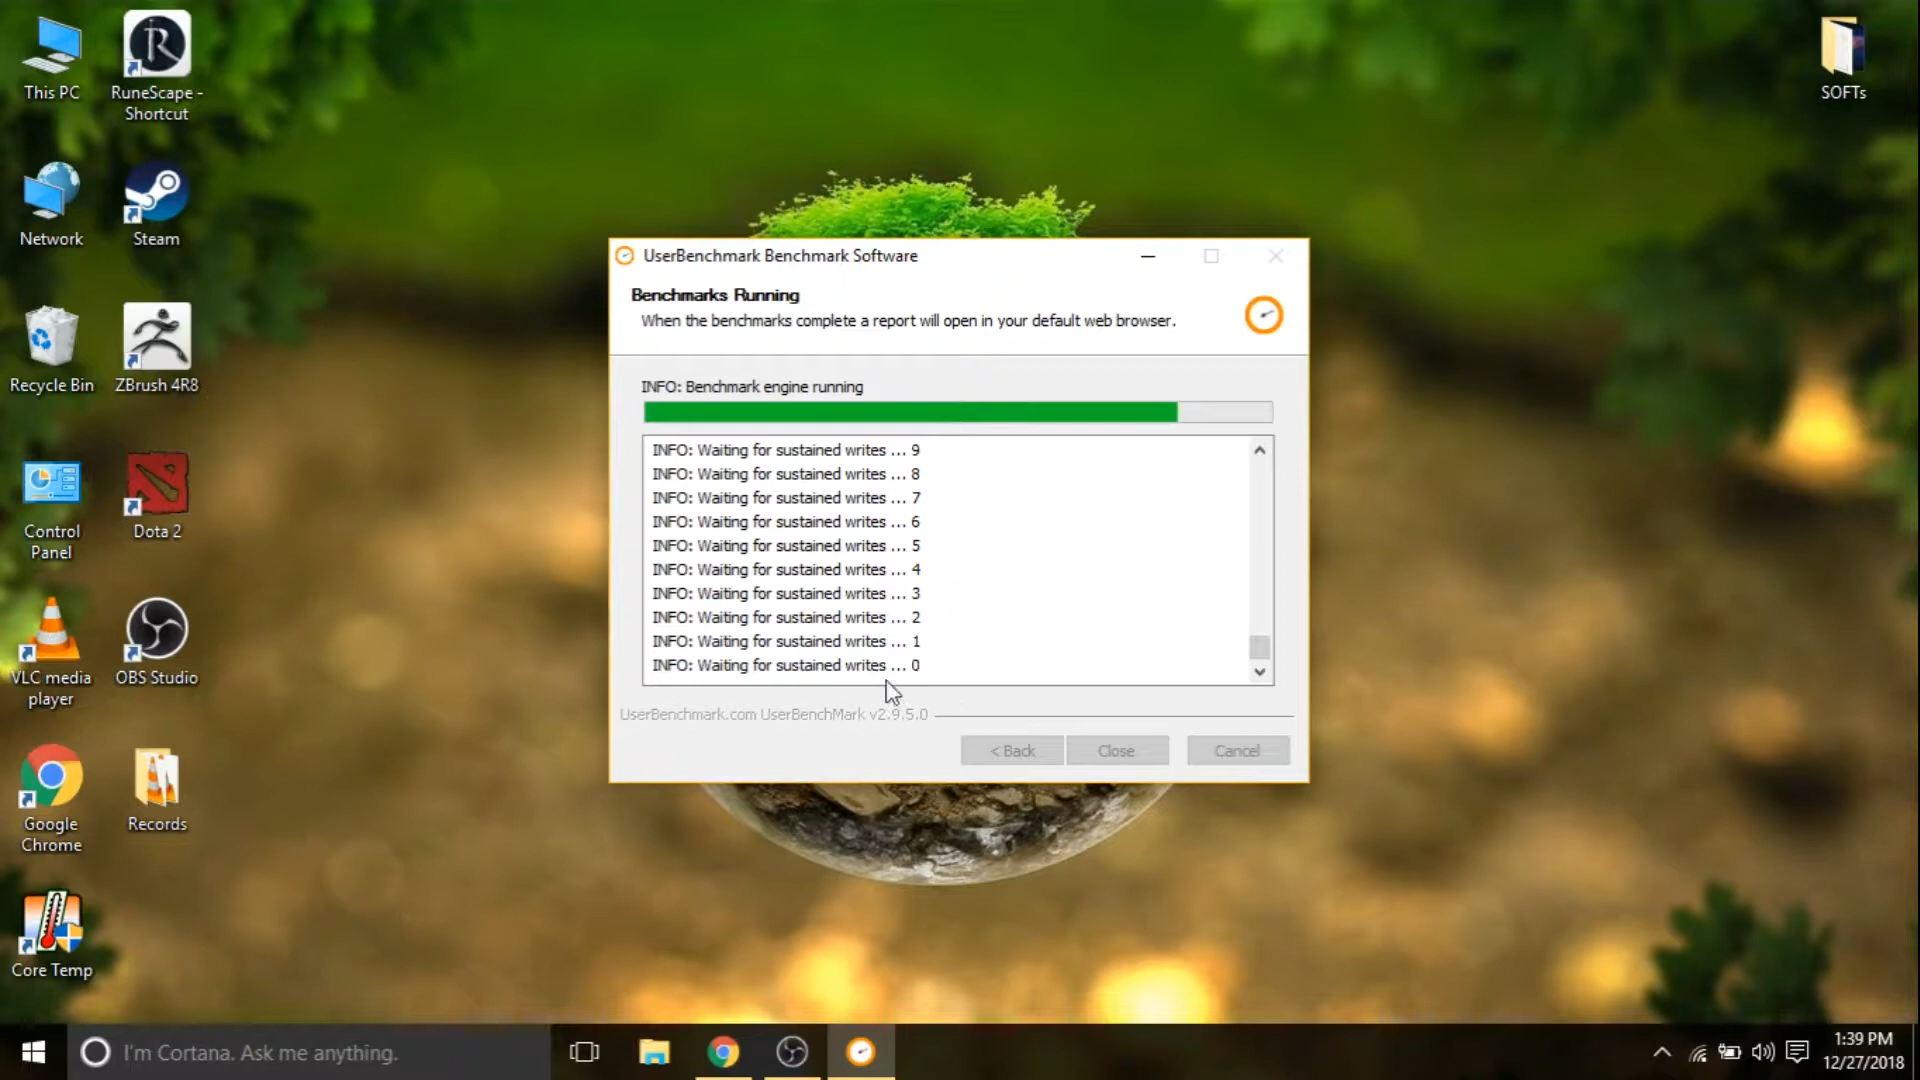 This PC
RuneScape -
Shortcut
SOFTs
Network
Steam
Recycle Bin
ZBrush 4R8
Control
Panel
Dota 2
VLC media
player
OBS Studio
Google
Chrome
Records
Core Temp
UserBenchmark Benchmark Software
Benchmarks Running
When the benchmarks complete a report will open in your default web browser.
INFO: Benchmark engine running
INFO: Waiting for sustained writes ... 9
INFO: Waiting for sustained writes ... 8
INFO: Waiting for sustained writes ... 7
INFO: Waiting for sustained writes ... 6
INFO: Waiting for sustained writes ... 5
INFO: Waiting for sustained writes ... 4
INFO: Waiting for sustained writes ... 3
INFO: Waiting for sustained writes ... 2
INFO: Waiting for sustained writes ... 1
INFO: Waiting for sustained writes ... 0
UserBenchmark.com UserBenchMark v2.9.5.0
< Back
Close
Cancel
I'm Cortana. Ask me anything.
1:39 PM
12/27/2018